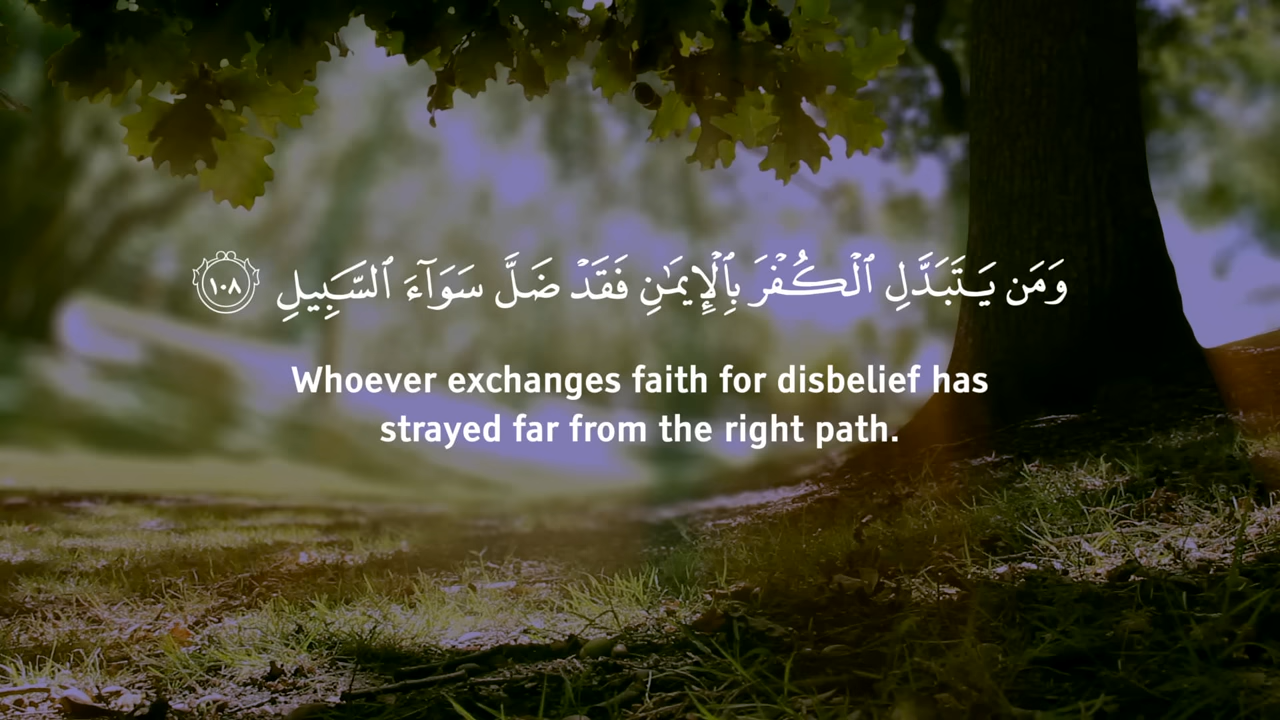 وَمَن يَتَبَدَّلِ ٱلْكُفْرَ بِٱلْإِيمَـٰنِ فَقَدْ ضَلَّ سَوَآءَ ٱلسَّبِيلِ ١٠٨
Whoever exchanges faith for disbelief has
strayed far from the right path.